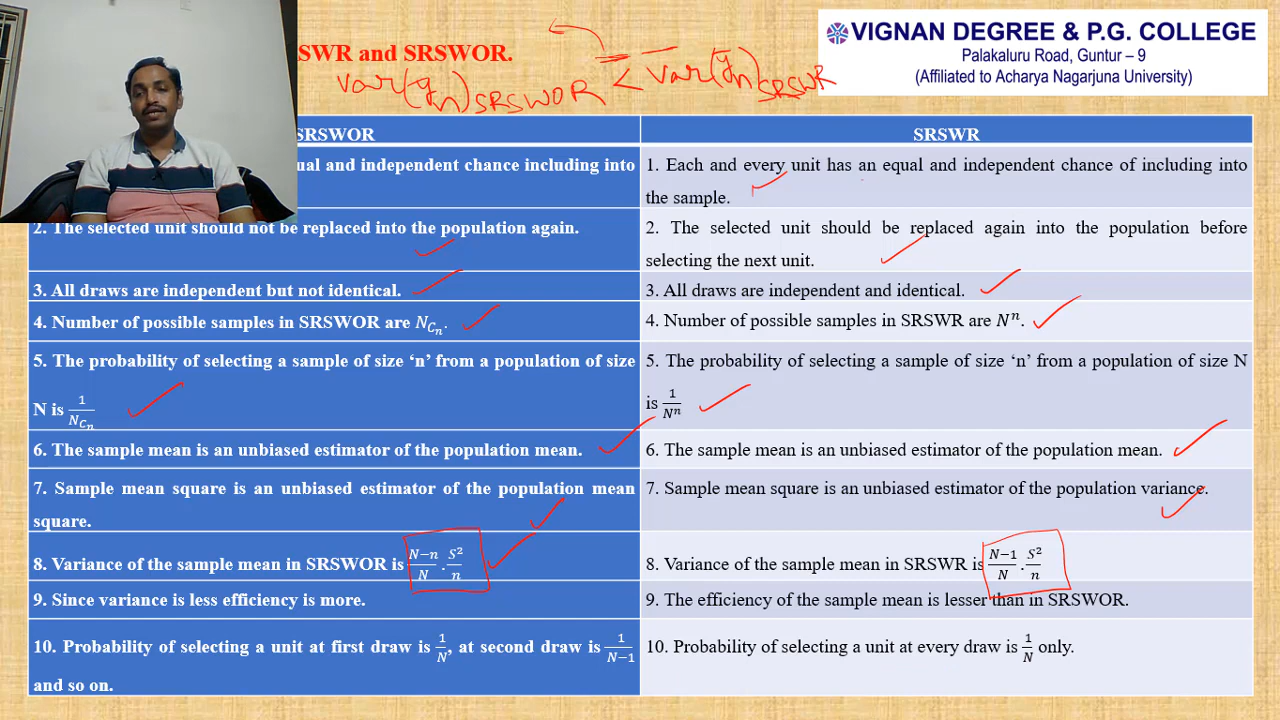 SWR and SRSWOR.
var(ȳn)SRSWOR < var(ȳn)SRSWR
VIGNAN DEGREE & P.G. COLLEGE
Palakaluru Road, Guntur – 9
(Affiliated to Acharya Nagarjuna University)
SRSWOR
SRSWR
ual and independent chance including into
1. Each and every unit has an equal and independent chance of including into
the sample.
2. The selected unit should not be replaced into the population again.
2. The selected unit should be replaced again into the population before
selecting the next unit.
3. All draws are independent but not identical.
3. All draws are independent and identical.
4. Number of possible samples in SRSWOR are N_{C_n}.
4. Number of possible samples in SRSWR are N^n.
5. The probability of selecting a sample of size ‘n’ from a population of size
N is 1/N_{C_n}
5. The probability of selecting a sample of size ‘n’ from a population of size N
is 1/N^n
6. The sample mean is an unbiased estimator of the population mean.
6. The sample mean is an unbiased estimator of the population mean.
7. Sample mean square is an unbiased estimator of the population mean
square.
7. Sample mean square is an unbiased estimator of the population variance.
8. Variance of the sample mean in SRSWOR is (N−n)/N . S²/n
8. Variance of the sample mean in SRSWR is (N−1)/N . S²/n
9. Since variance is less efficiency is more.
9. The efficiency of the sample mean is lesser than in SRSWOR.
10. Probability of selecting a unit at first draw is 1/N, at second draw is 1/(N−1)
and so on.
10. Probability of selecting a unit at every draw is 1/N only.